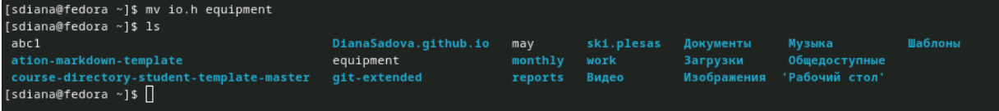 [sdiana@fedora ~]$ mv io.h equipment
[sdiana@fedora ~]$ ls
abc1 DianaSadova.github.io may ski.plesas Документы Музыка Шаблоны
ation-markdown-template equipment monthly work Загрузки Общедоступные
course-directory-student-template-master git-extended reports Видео Изображения 'Рабочий стол'
[sdiana@fedora ~]$